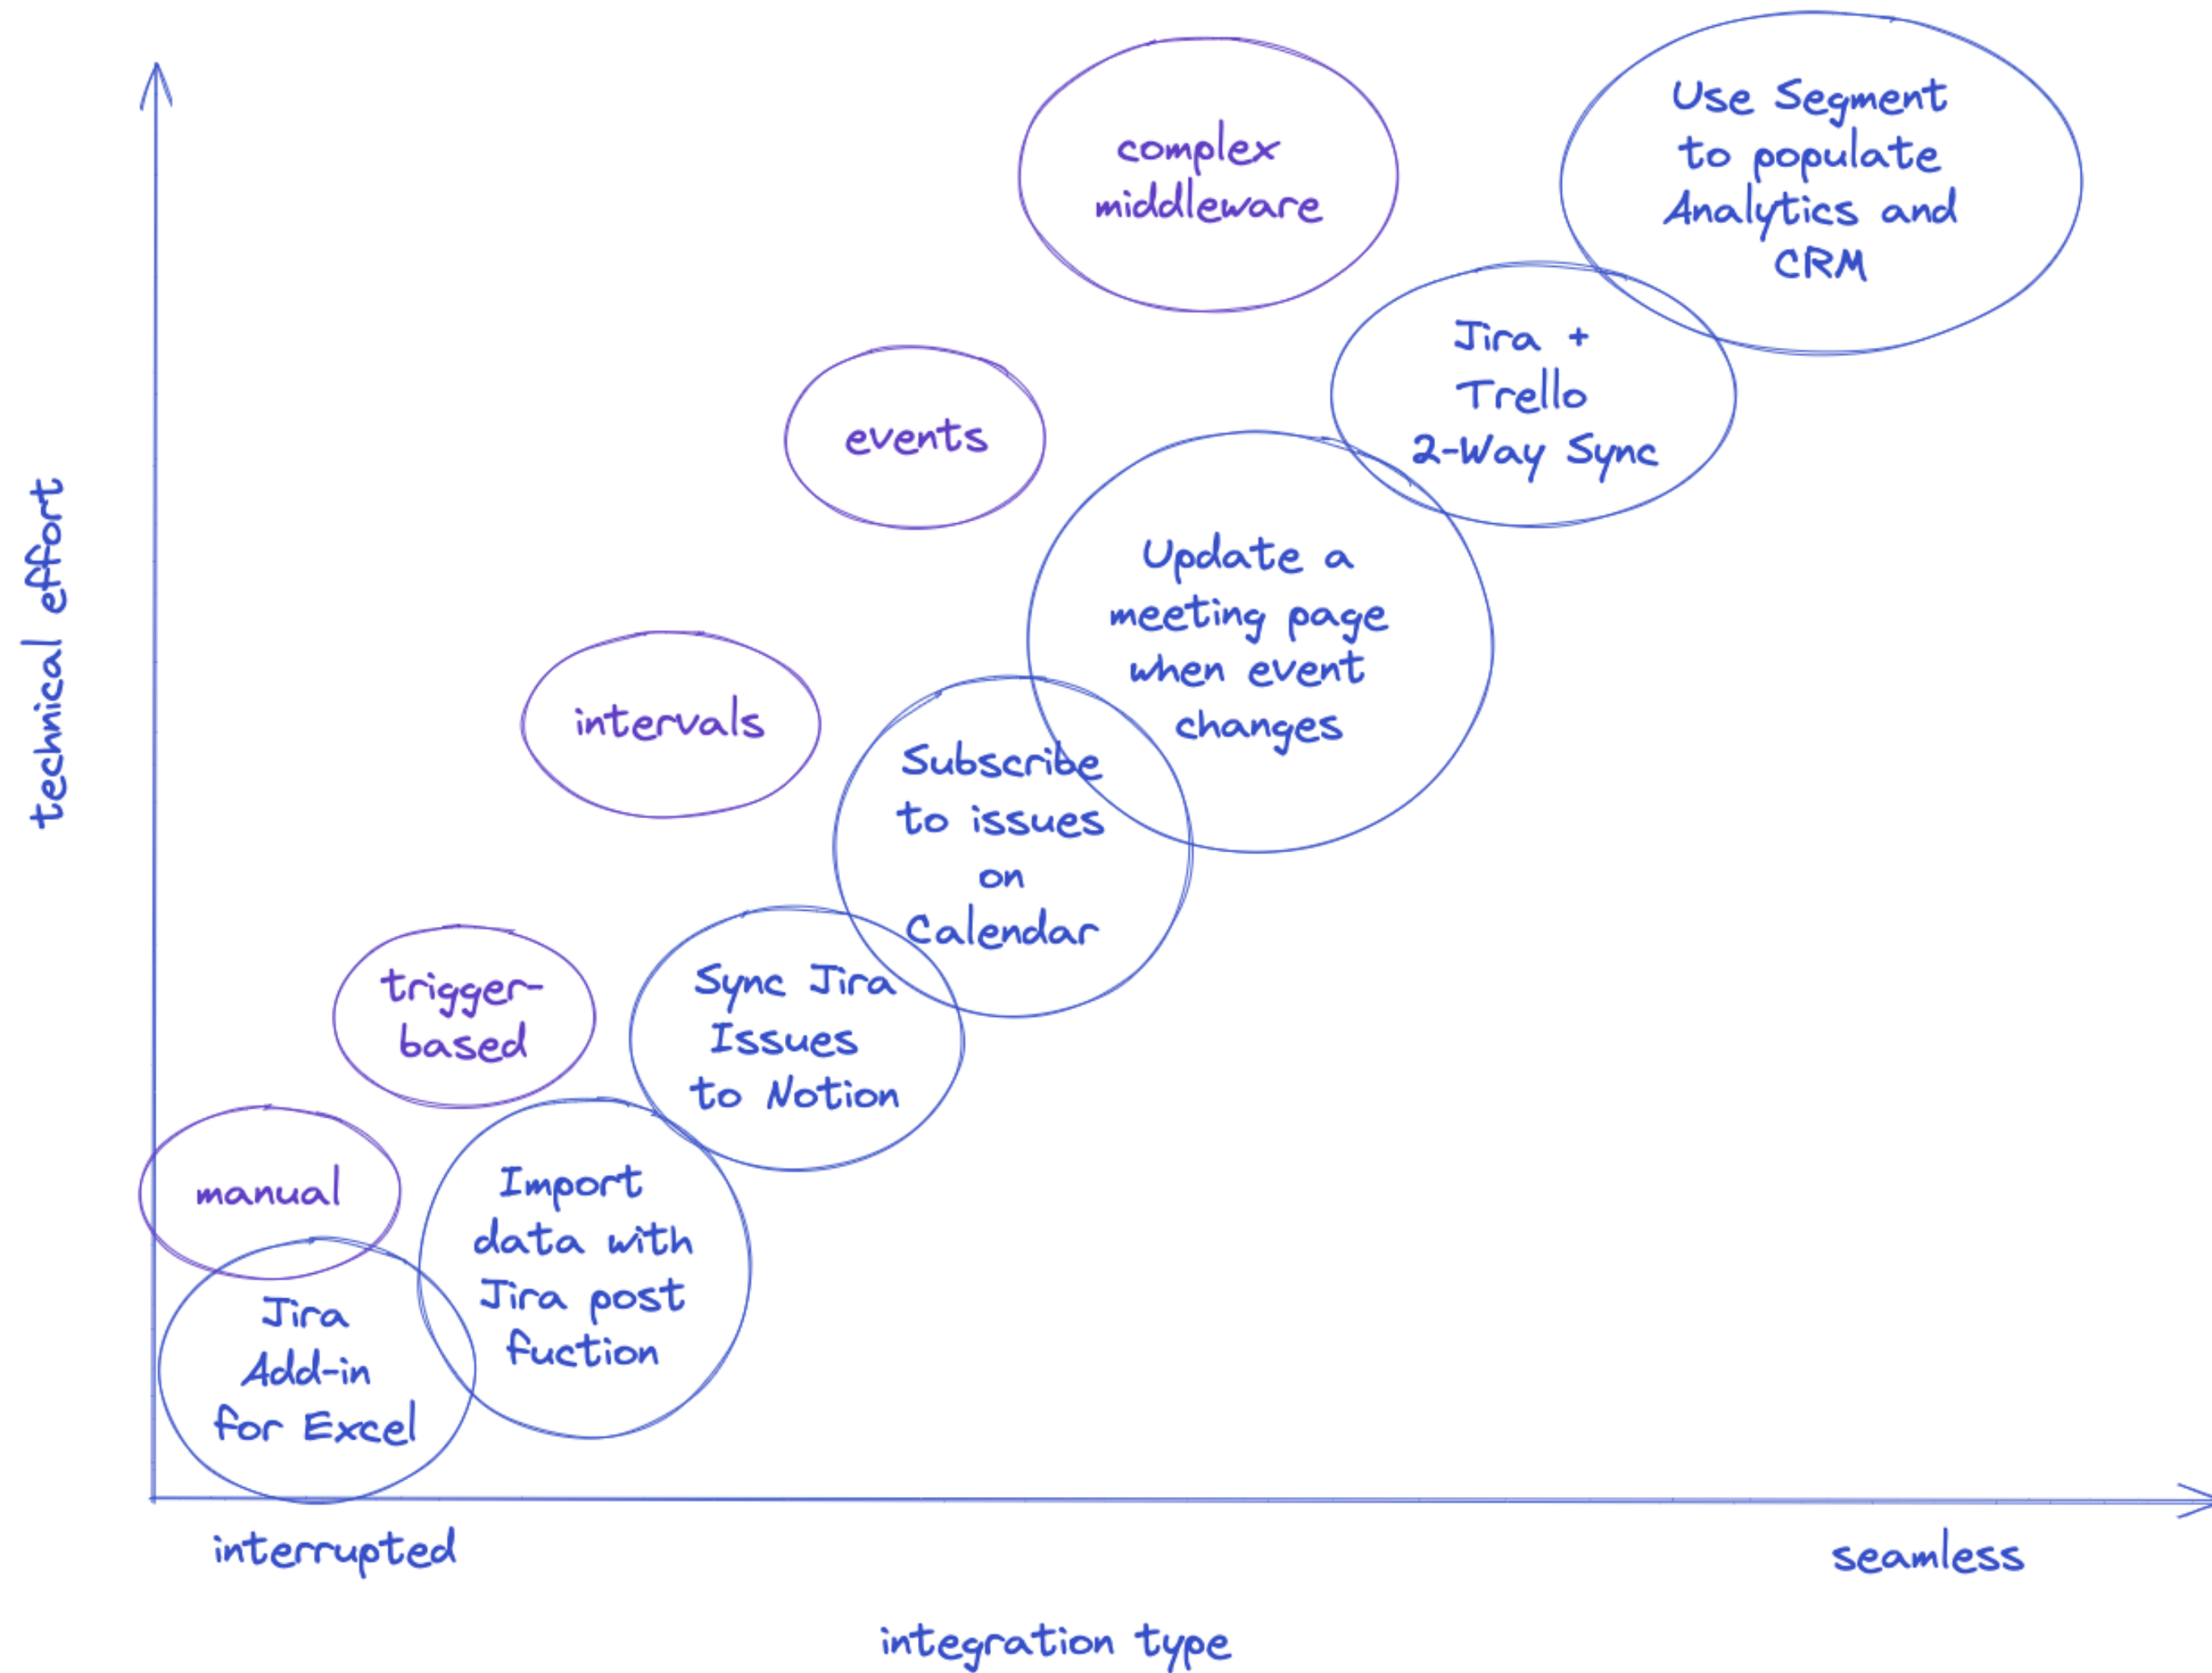 Use Segment
to populate
Analytics and
CRM
complex
middleware
Jira +
Trello
2-Way Sync
events
Update a
meeting page
when event
changes
technical effort
intervals
Subscribe
to issues
on
Calendar
trigger-
based
Sync Jira
Issues
to Notion
manual
Import
data with
Jira post
fuction
Jira
Add-in
for Excel
interrupted
seamless
integration type